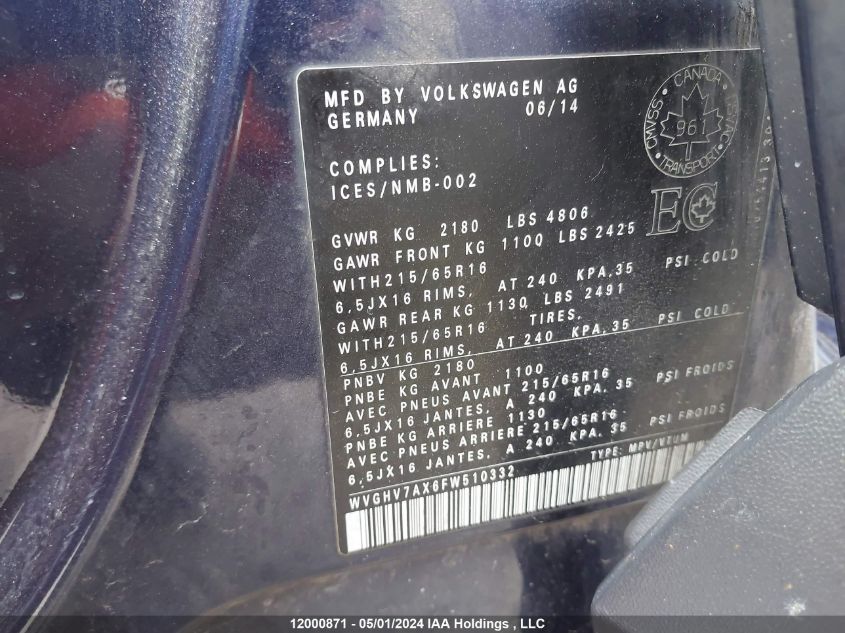 MFD BY VOLKSWAGEN AG
GERMANY 06/14
CMVSS CANADA CMVSS
961
TRANSPORT
COMPLIES:
ICES/NMB-002
EC
GVWR KG 2180 LBS 4806
GAWR FRONT KG 1100 LBS 2425
WITH215/65R16
6,5JX16 RIMS, AT 240 KPA,35 PSI COLD
GAWR REAR KG 1130 LBS 2491
WITH215/65R16 TIRES,
6,5JX16 RIMS, AT 240 KPA,35 PSI COLD
PNBV KG 2180
PNBE KG AVANT 1100
AVEC PNEUS AVANT 215/65R16
6,5JX16 JANTES, A 240 KPA, 35 PSI FROIDS
PNBE KG ARRIERE 1130
AVEC PNEUS ARRIERE 215/65R16
6,5JX16 JANTES, A 240 KPA, 35 PSI FROIDS
TYPE: MPV/VTUM
WVGHV7AX6FW510332
12000871 - 05/01/2024 IAA Holdings , LLC